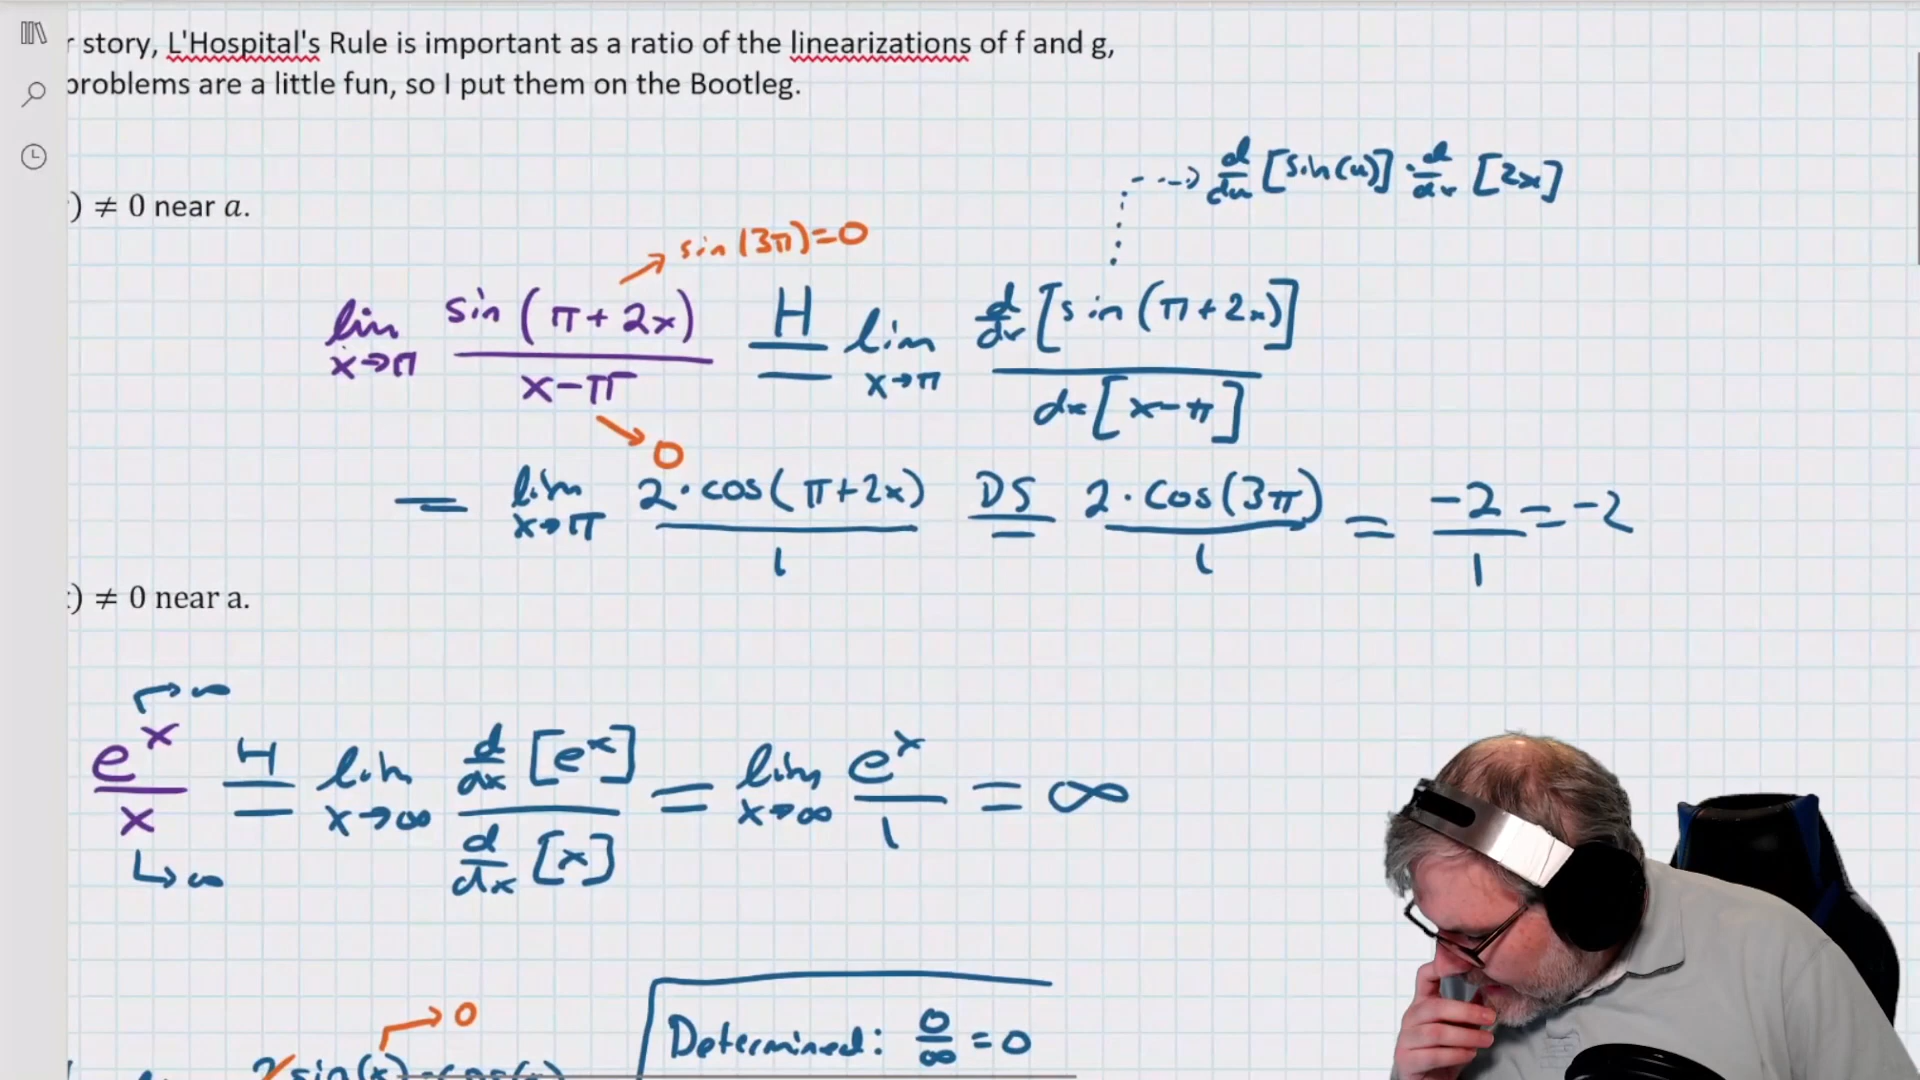 r story, L'Hospital's Rule is important as a ratio of the linearizations of f and g,
problems are a little fun, so I put them on the Bootleg.
d/du [sin(u)] · d/dx [2x]
) ≠ 0 near a.
sin(3π)=0
lim x→π sin(π+2x)/(x-π) H= lim x→π d/dx[sin(π+2x)]/dx[x-π]
0
= lim x→π 2·cos(π+2x)/1 DS= 2·cos(3π)/1 = -2/1 = -2
) ≠ 0 near a.
→∞
e^x/x H= lim x→∞ d/dx[e^x]/d/dx[x] = lim x→∞ e^x/1 = ∞
→∞
→0
Determined: 0/∞ = 0
2 sin(x) cos(x)